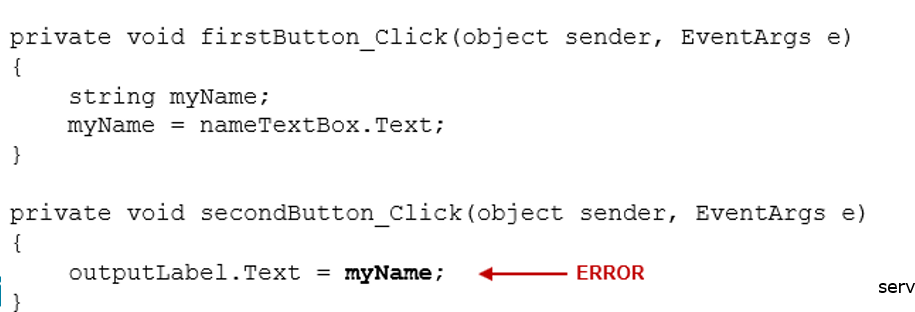 private void firstButton_Click(object sender, EventArgs e)
{
    string myName;
    myName = nameTextBox.Text;
}
private void secondButton_Click(object sender, EventArgs e)
{
    outputLabel.Text = myName; ERROR
serv
}